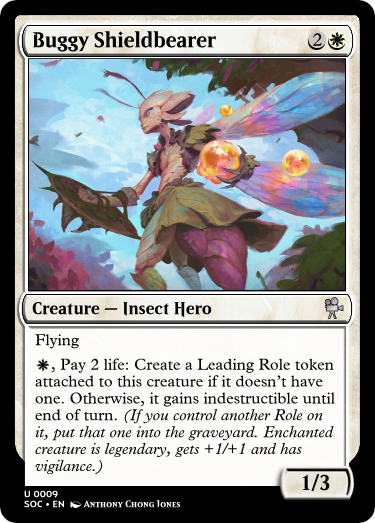 Buggy Shieldbearer 2
Creature — Insect Hero
Flying
, Pay 2 life: Create a Leading Role token
attached to this creature if it doesn't have
one. Otherwise, it gains indestructible until
end of turn. (If you control another Role on
it, put that one into the graveyard. Enchanted
creature is legendary, gets +1/+1 and has
vigilance.)
1/3
U 0009
SOC • EN Anthony Chong Jones